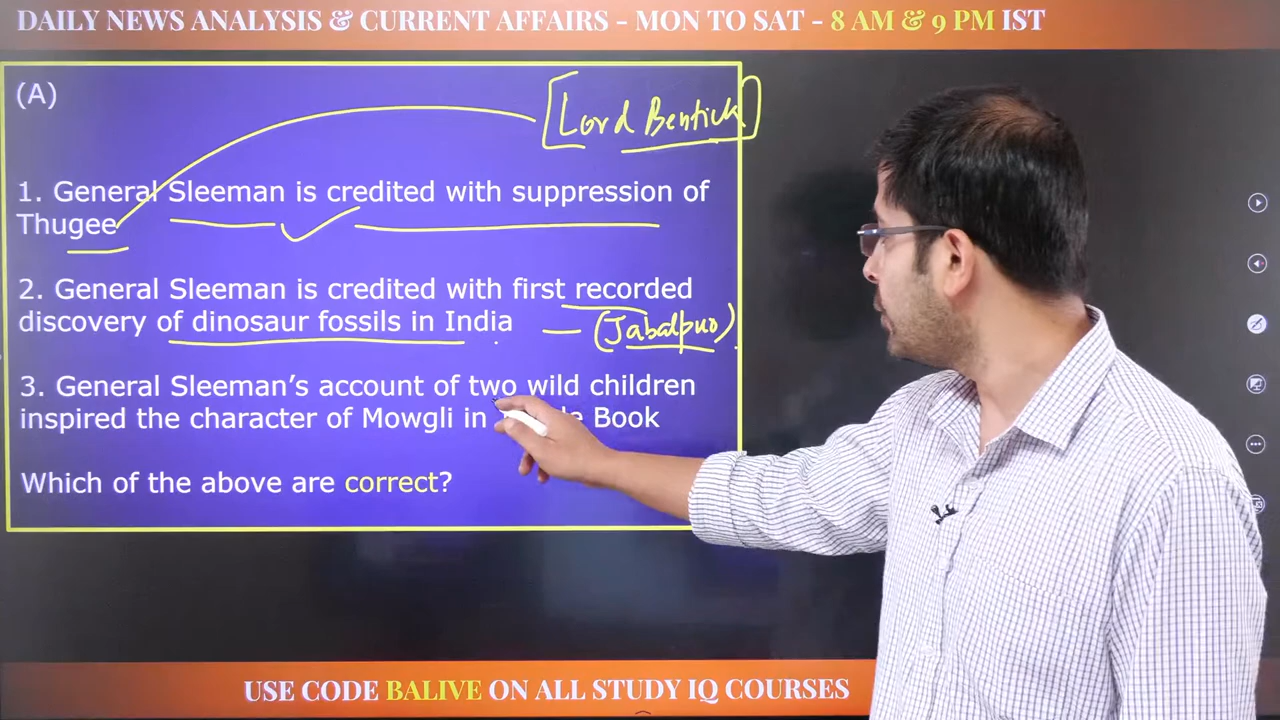 DAILY NEWS ANALYSIS & CURRENT AFFAIRS - MON TO SAT - 8 AM & 9 PM IST
(A)
[Lord Bentick]
1. General Sleeman is credited with suppression of
Thugee
2. General Sleeman is credited with first recorded
discovery of dinosaur fossils in India — (Jabalpur)
3. General Sleeman's account of two wild children
inspired the character of Mowgli in Book
Which of the above are correct?
USE CODE BALIVE ON ALL STUDY IQ COURSES